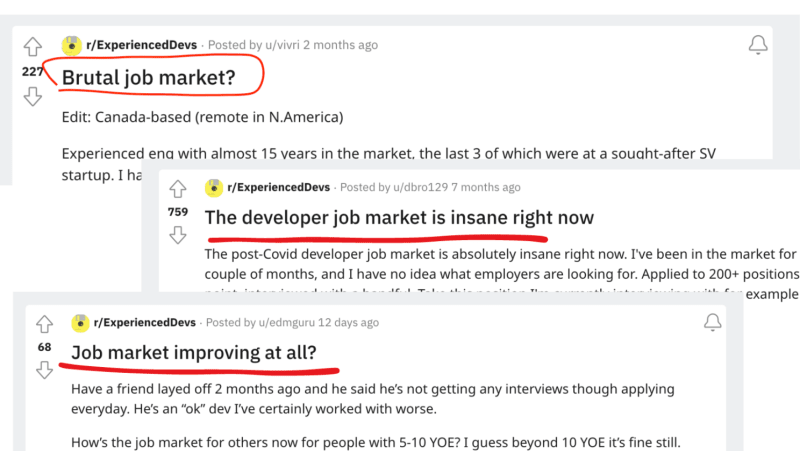 r/ExperiencedDevs · Posted by u/vivri 2 months ago
227
Brutal job market?
Edit: Canada-based (remote in N.America)
Experienced eng with almost 15 years in the market, the last 3 of which were at a sought-after SV
startup. I ha
r/ExperiencedDevs · Posted by u/dbro129 7 months ago
759
The developer job market is insane right now
The post-Covid developer job market is absolutely insane right now. I've been in the market for
couple of months, and I have no idea what employers are looking for. Applied to 200+ positions
example
r/ExperiencedDevs · Posted by u/edmguru 12 days ago
68
Job market improving at all?
Have a friend layed off 2 months ago and he said he's not getting any interviews though applying
everyday. He's an “ok” dev I've certainly worked with worse.
How's the job market for others now for people with 5-10 YOE? I guess beyond 10 YOE it's fine still.